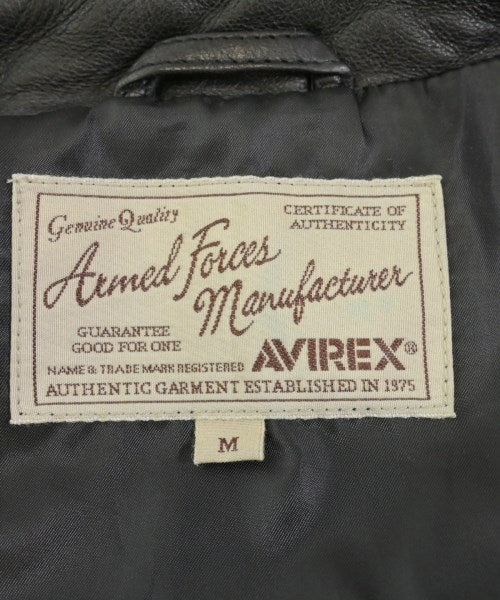 Genuine Quality
CERTIFICATE OF
AUTHENTICITY
Armed Forces
Manufacturer
GUARANTEE
GOOD FOR ONE
NAME & TRADE MARK REGISTERED
AVIREX®
AUTHENTIC GARMENT ESTABLISHED IN 1975
M